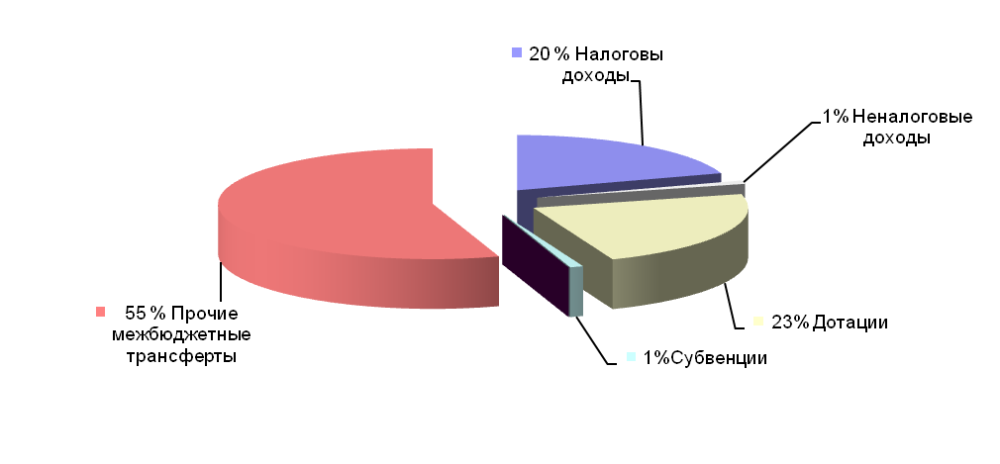 20 % Налоговы
доходы
1% Неналоговые
доходы
55 % Прочие
межбюджетные
трансферты
23% Дотации
1%Субвенции